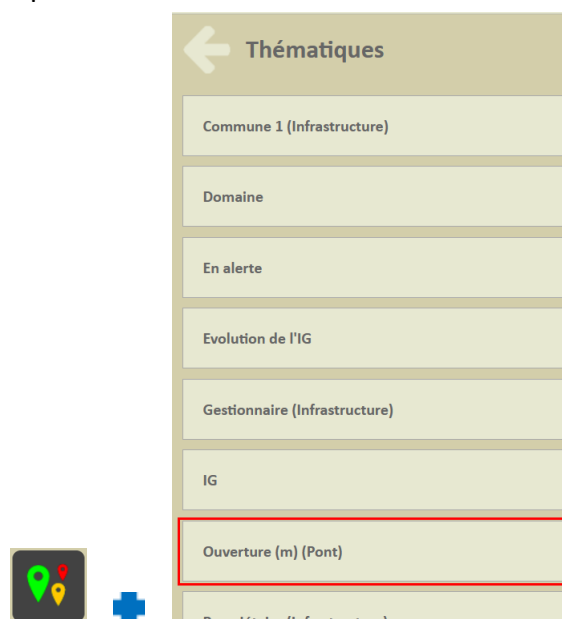 Thématiques
Commune 1 (Infrastructure)
Domaine
En alerte
Evolution de l'IG
Gestionnaire (Infrastructure)
IG
Ouverture (m) (Pont)